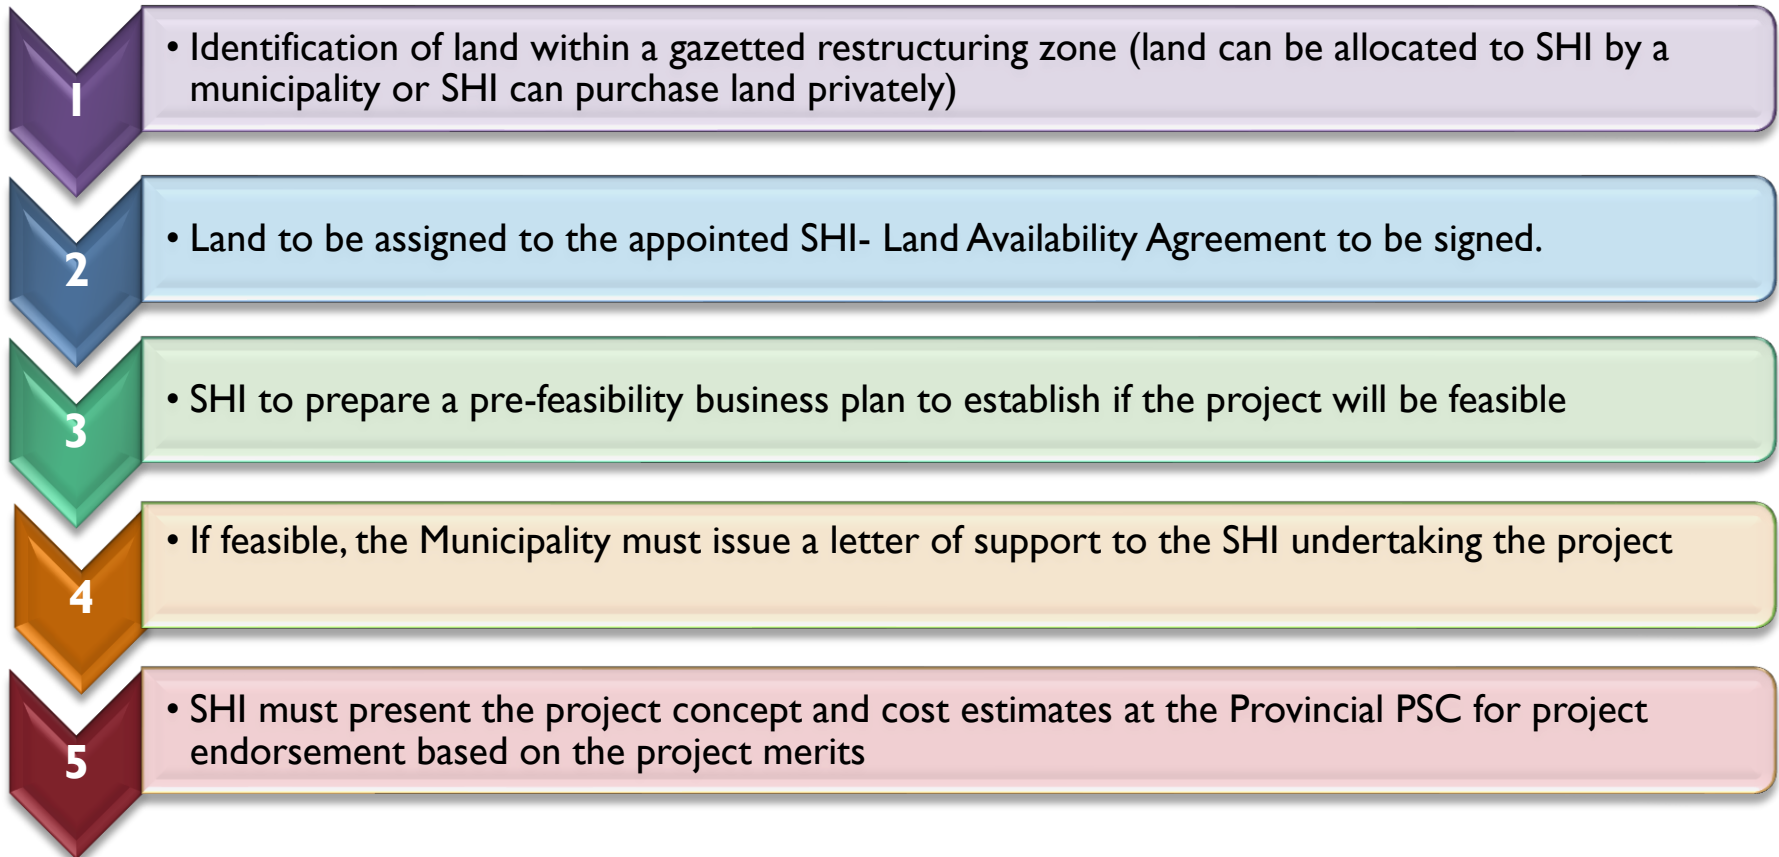 1
• Identification of land within a gazetted restructuring zone (land can be allocated to SHI by a
municipality or SHI can purchase land privately)
2
• Land to be assigned to the appointed SHI- Land Availability Agreement to be signed.
3
• SHI to prepare a pre-feasibility business plan to establish if the project will be feasible
4
• If feasible, the Municipality must issue a letter of support to the SHI undertaking the project
5
• SHI must present the project concept and cost estimates at the Provincial PSC for project
endorsement based on the project merits